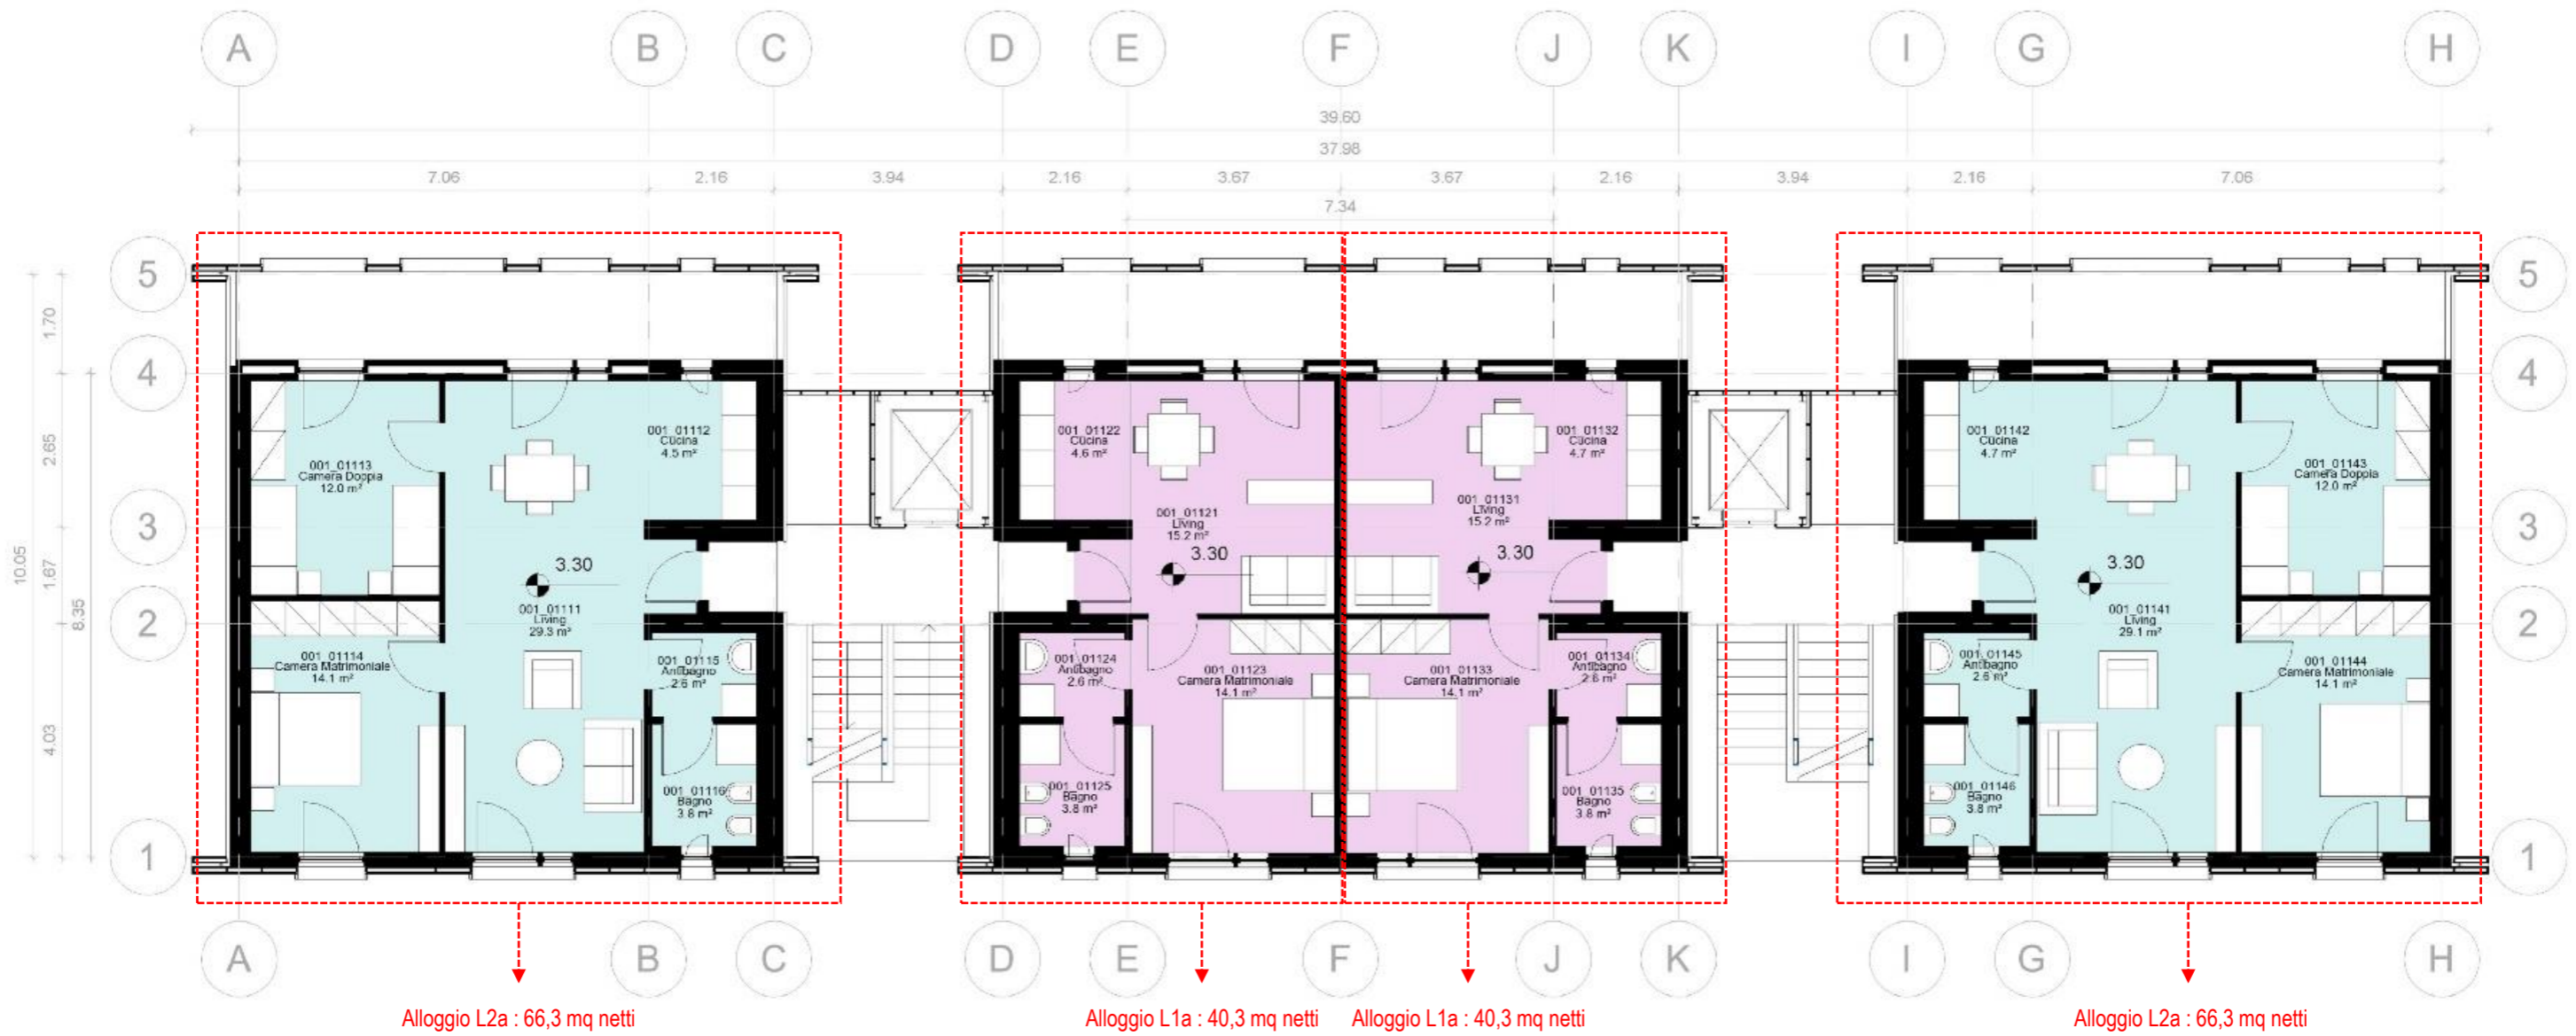 A B C D E F J K I G H
39.60
37.98
7.06 2.16 3.94 2.16 3.67 3.67 2.16 3.94 2.16 7.06
7.34
5 5
1.70
4 4
2.65
3 3
10.05
1.67
8.35
2 2
4.03
1 1
001_01113
Camera Doppia
12.0 m²
001_01112
Cucina
4.5 m²
3.30
001_01111
Living
29.3 m²
001_01114
Camera Matrimoniale
14.1 m²
001_01115
Antibagno
2.6 m²
001_01116
Bagno
3.8 m²
001_01122
Cucina
4.6 m²
001_01121
Living
15.2 m²
3.30
001_01124
Antibagno
2.6 m²
001_01123
Camera Matrimoniale
14.1 m²
001_01125
Bagno
3.8 m²
001_01132
Cucina
4.7 m²
001_01131
Living
15.2 m²
3.30
001_01133
Camera Matrimoniale
14.1 m²
001_01134
Antibagno
2.6 m²
001_01135
Bagno
3.8 m²
001_01142
Cucina
4.7 m²
001_01143
Camera Doppia
12.0 m²
3.30
001_01141
Living
29.1 m²
001_01145
Antibagno
2.6 m²
001_01144
Camera Matrimoniale
14.1 m²
001_01146
Bagno
3.8 m²
A B C D E F J K I G H
Alloggio L2a : 66,3 mq netti
Alloggio L1a : 40,3 mq netti
Alloggio L1a : 40,3 mq netti
Alloggio L2a : 66,3 mq netti